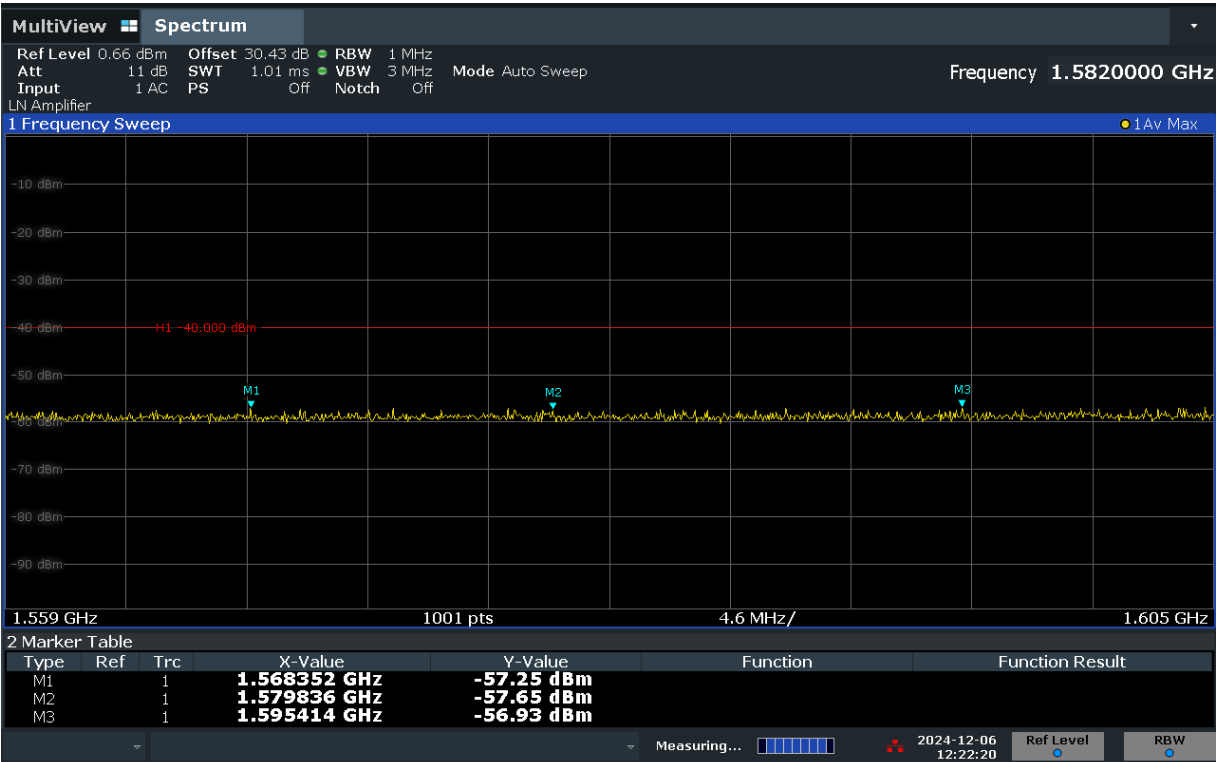 MultiView Spectrum
Ref Level 0.66 dBm Offset 30.43 dB RBW 1 MHz
Att 11 dB SWT 1.01 ms VBW 3 MHz Mode Auto Sweep
Frequency 1.5820000 GHz
Input 1 AC PS Off Notch Off
LN Amplifier
1 Frequency Sweep 1Av Max
-10 dBm
-20 dBm
-30 dBm
-40 dBm H1 -40.000 dBm
-50 dBm
M1 M2 M3
-60 dBm
-70 dBm
-80 dBm
-90 dBm
1.559 GHz 1001 pts 4.6 MHz/ 1.605 GHz
2 Marker Table
Type Ref Trc X-Value Y-Value Function Function Result
M1 1 1.568352 GHz -57.25 dBm
M2 1 1.579836 GHz -57.65 dBm
M3 1 1.595414 GHz -56.93 dBm
Measuring... 2024-12-06 Ref Level RBW
12:22:20